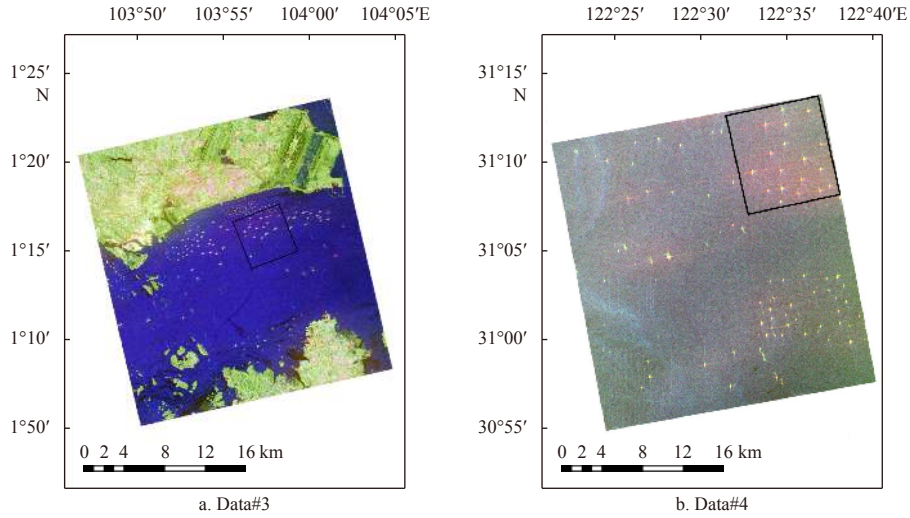 103°50′ 103°55′ 104°00′ 104°05′E
1°25′
N
1°20′
1°15′
1°10′
1°50′
0 2 4 8 12 16 km
a. Data#3
122°25′ 122°30′ 122°35′ 122°40′E
31°15′
N
31°10′
31°05′
31°00′
30°55′
0 2 4 8 12 16 km
b. Data#4